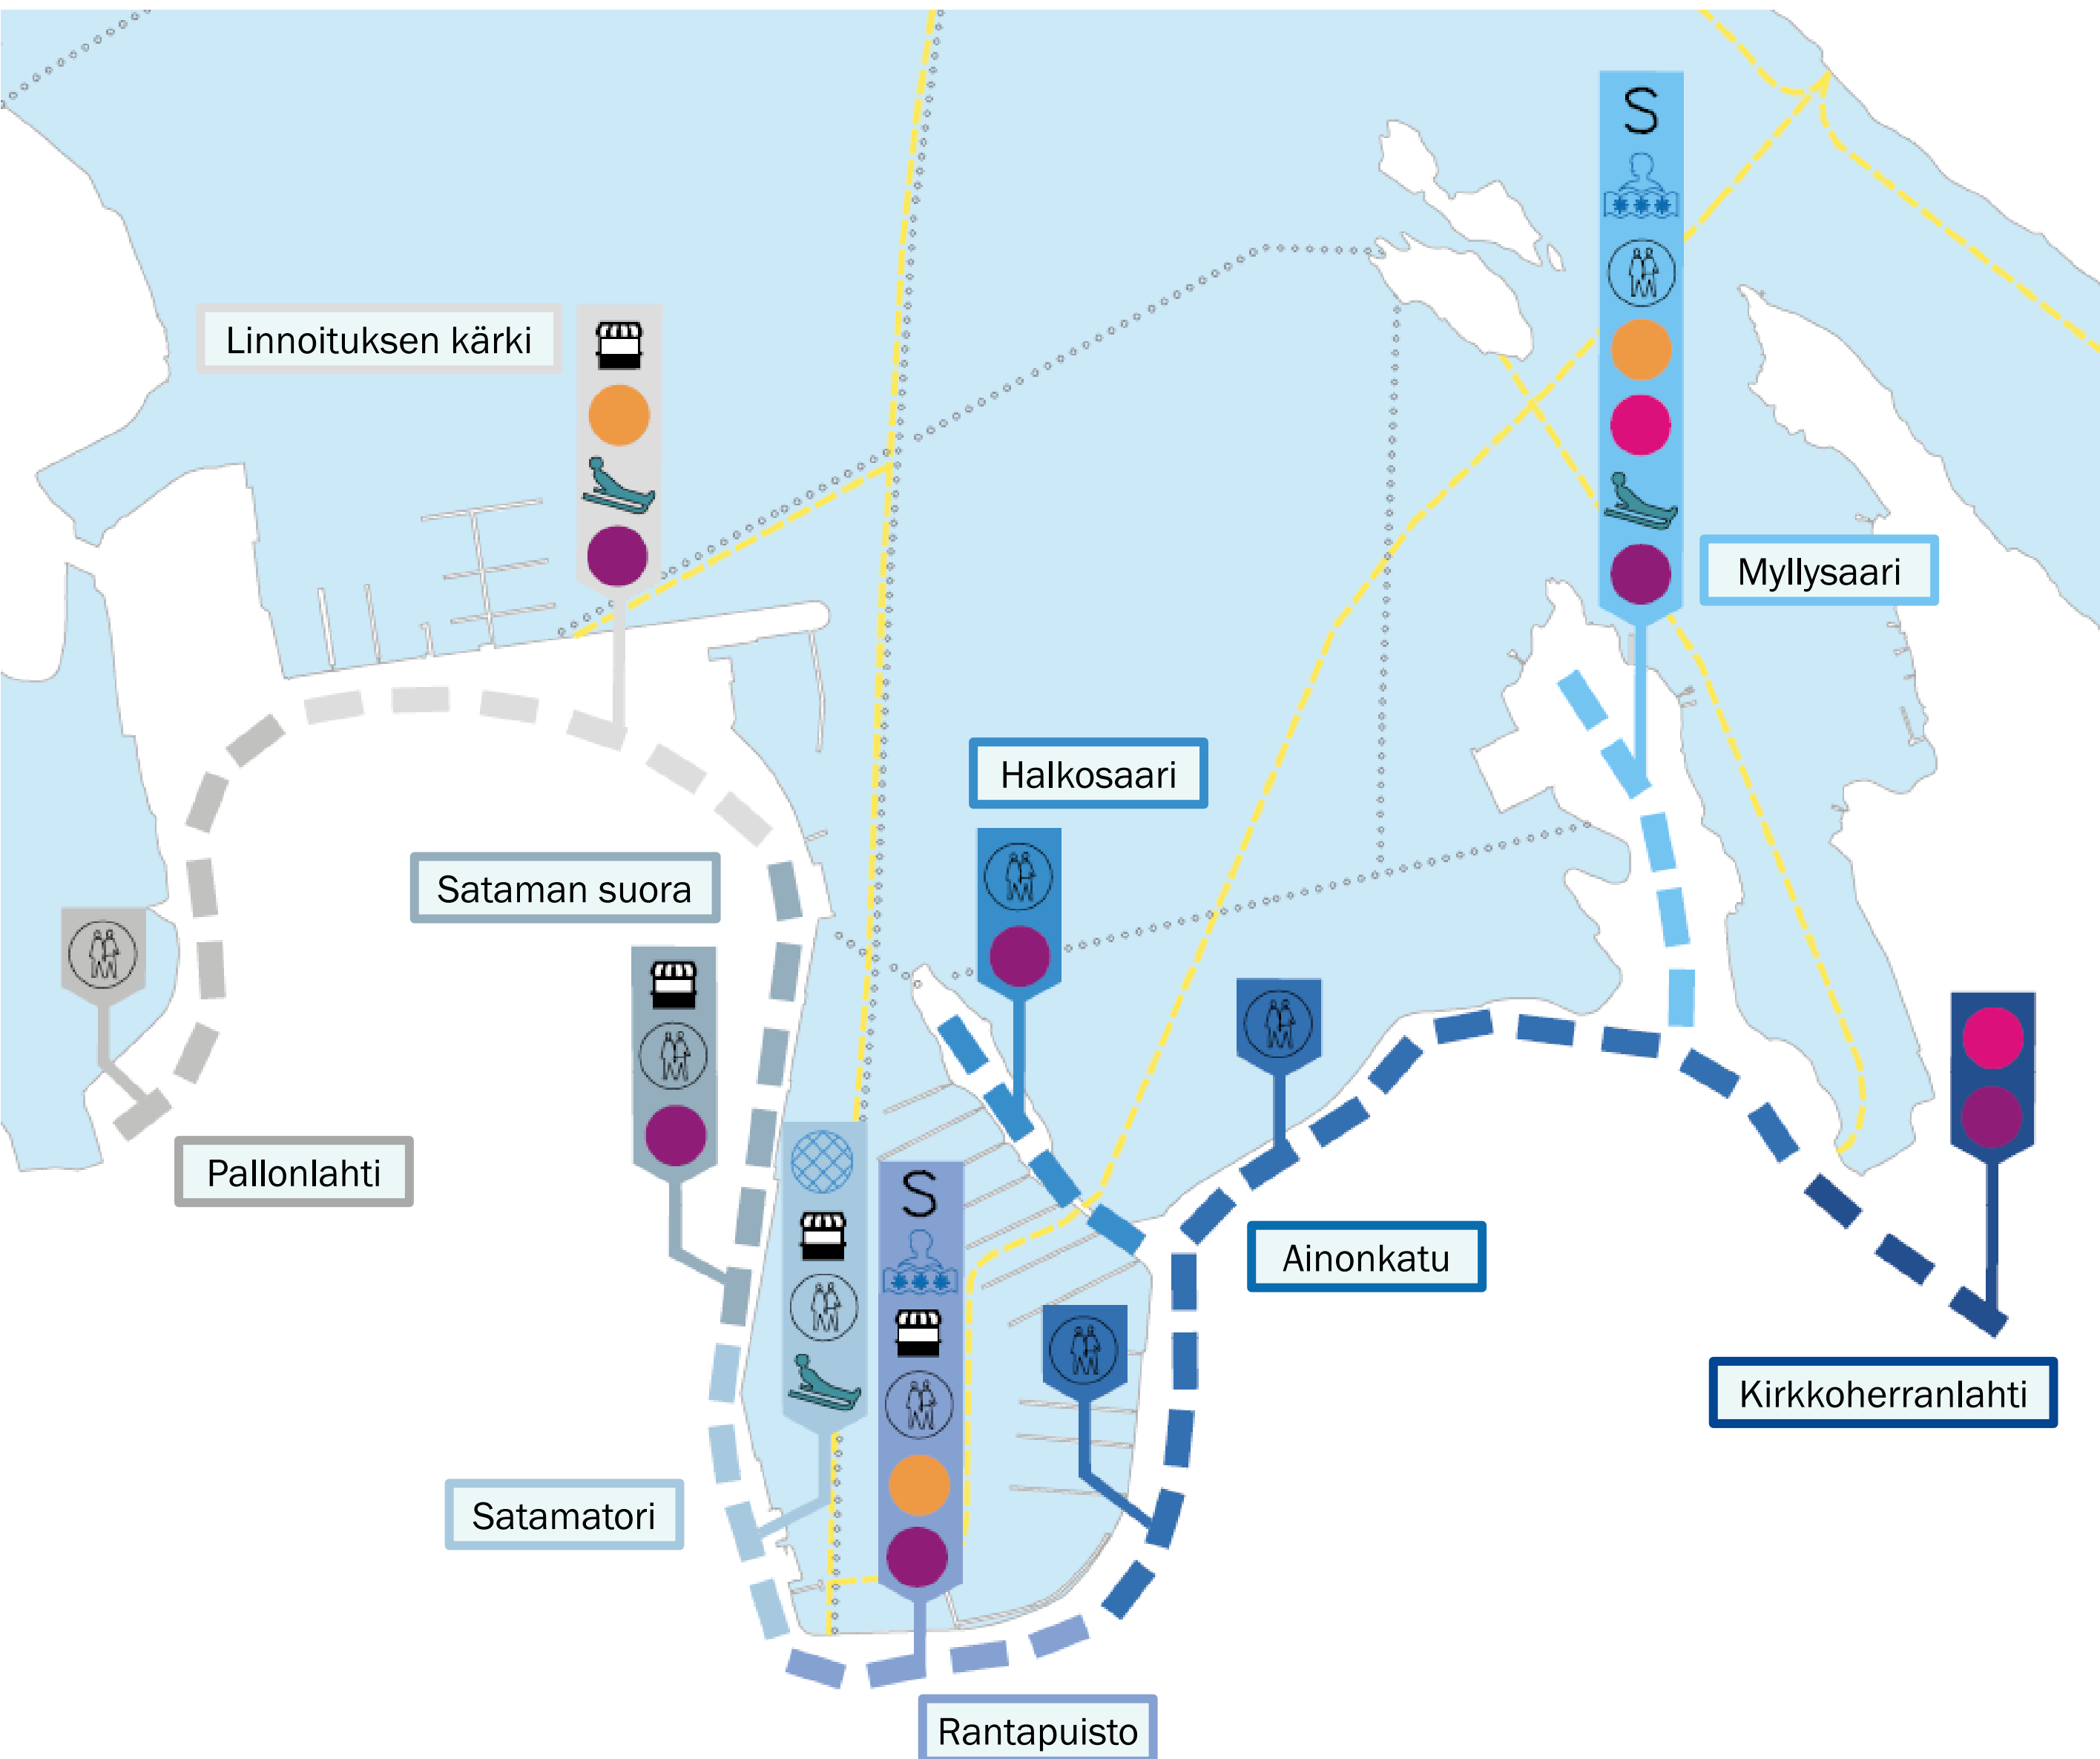 S
Linnoituksen kärki
Myllysaari
Halkosaari
Sataman suora
Pallonlahti
S
Ainonkatu
Kirkkoherranlahti
Satamatori
Rantapuisto